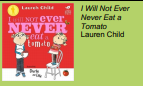 Lauren Child
I will not ever
NEVER
eat a
tomato
I Will Not Ever
Never Eat a
Tomato
Lauren Child